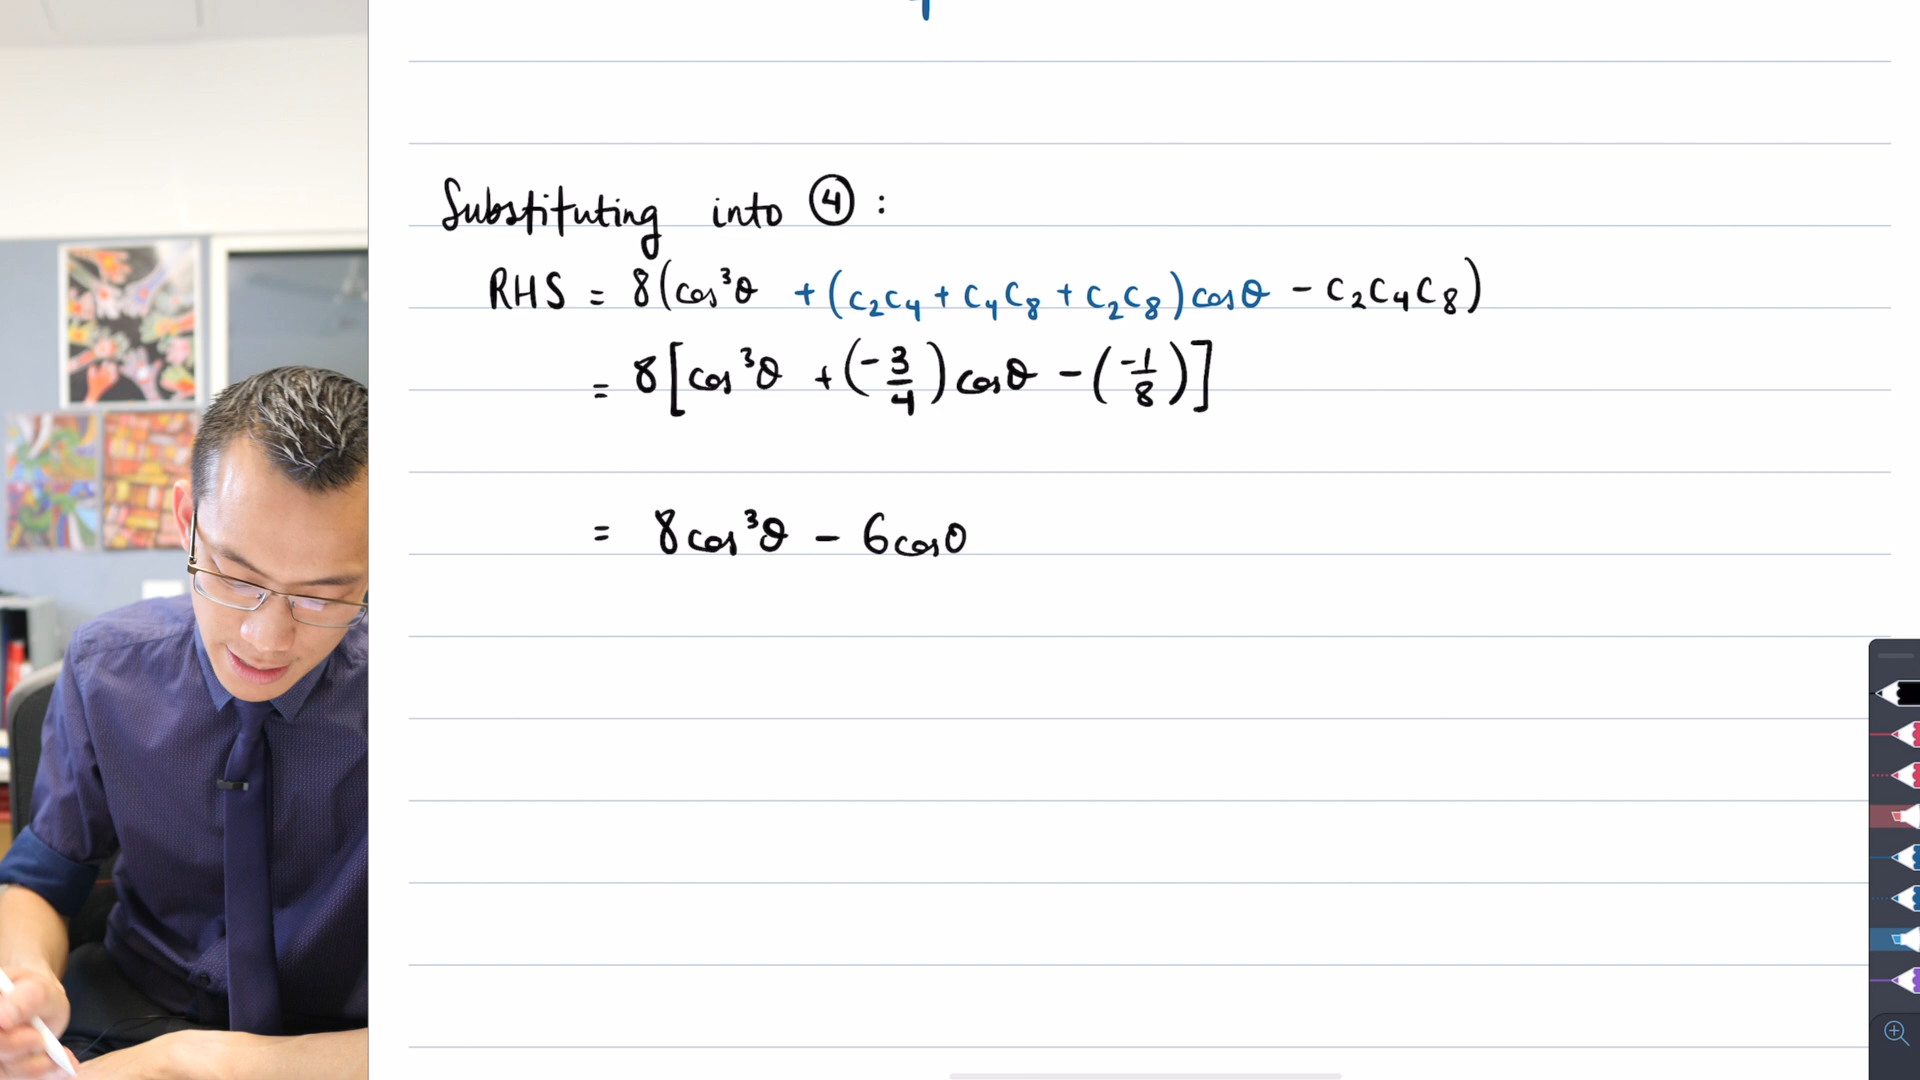 Substituting into ④ :
RHS = 8(cos³θ + (c₂c₄ + c₄c₈ + c₂c₈) cosθ − c₂c₄c₈)
= 8[cos³θ + (−3/4) cosθ − (−1/8)]
= 8cos³θ − 6cosθ